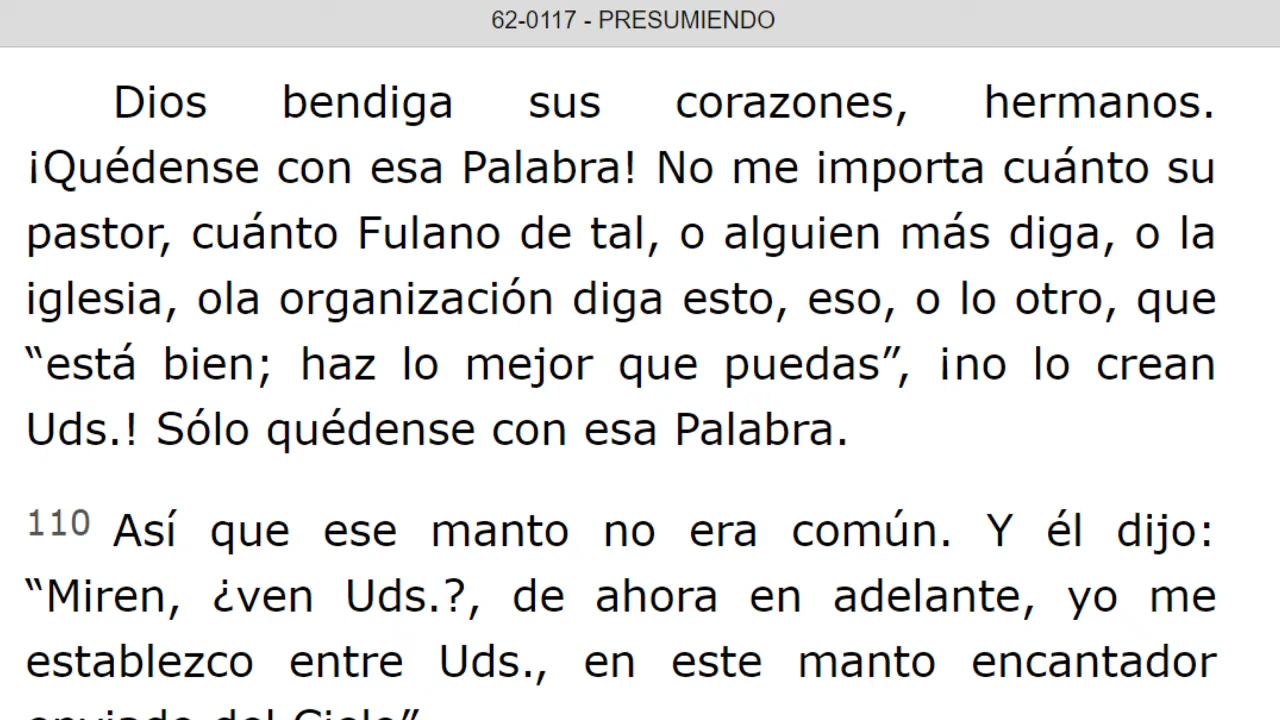 62-0117 - PRESUMIENDO
Dios bendiga sus corazones, hermanos.
¡Quédense con esa Palabra! No me importa cuánto su
pastor, cuánto Fulano de tal, o alguien más diga, o la
iglesia, ola organización diga esto, eso, o lo otro, que
“está bien; haz lo mejor que puedas”, ¡no lo crean
Uds.! Sólo quédense con esa Palabra.
110 Así que ese manto no era común. Y él dijo:
“Miren, ¿ven Uds.?, de ahora en adelante, yo me
establezco entre Uds., en este manto encantador
enviado del Cielo”